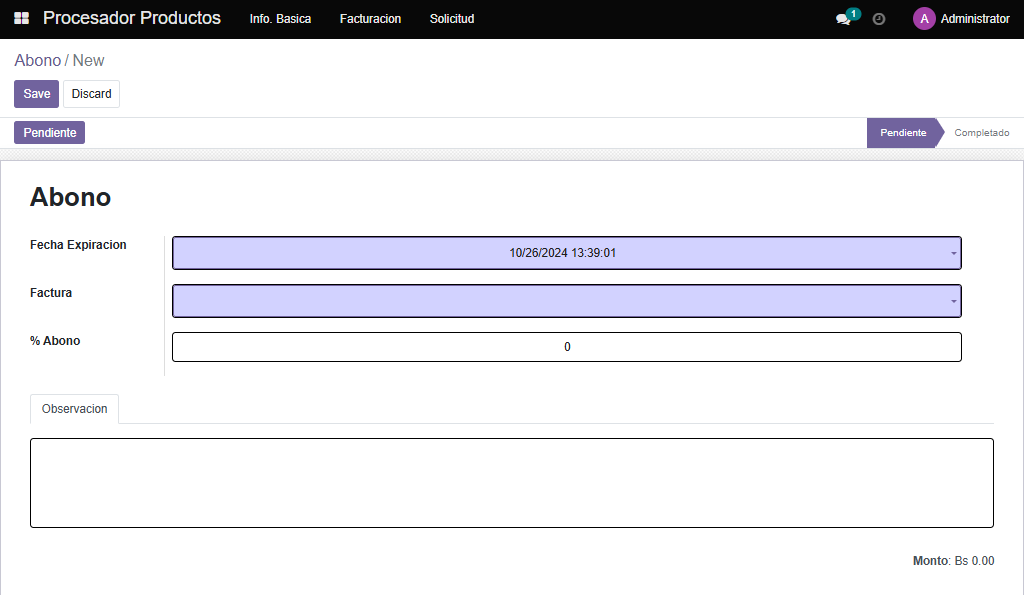 Procesador Productos Info. Basica Facturacion Solicitud 1 A Administrator
Abono / New
Save Discard
Pendiente Pendiente Completado
Abono
Fecha Expiracion 10/26/2024 13:39:01
Factura
% Abono 0
Observacion
Monto: Bs 0.00